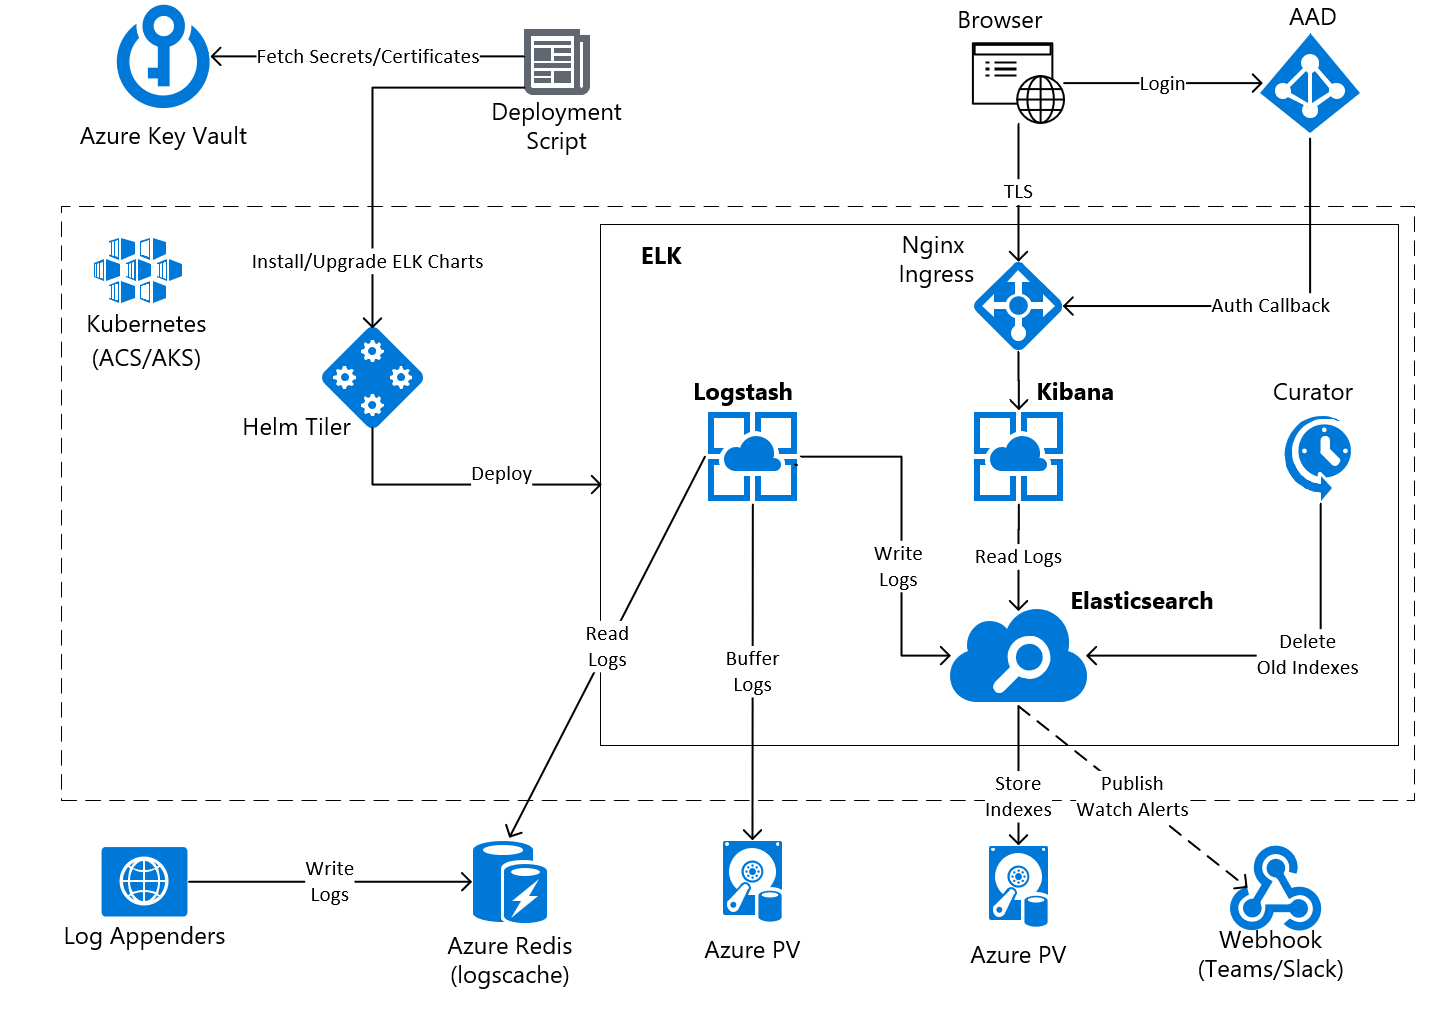 Browser
AAD
Fetch Secrets/Certificates
Login
Deployment
Script
Azure Key Vault
TLS
Nginx
Ingress
ELK
Install/Upgrade ELK Charts
Kubernetes
(ACS/AKS)
Auth Callback
Logstash
Kibana
Curator
Helm Tiler
Deploy
Write
Logs
Read Logs
Elasticsearch
Read
Logs
Buffer
Logs
Delete
Old Indexes
Store
Indexes
Publish
Watch Alerts
Write
Logs
Log Appenders
Azure Redis
(logscache)
Azure PV
Azure PV
Webhook
(Teams/Slack)